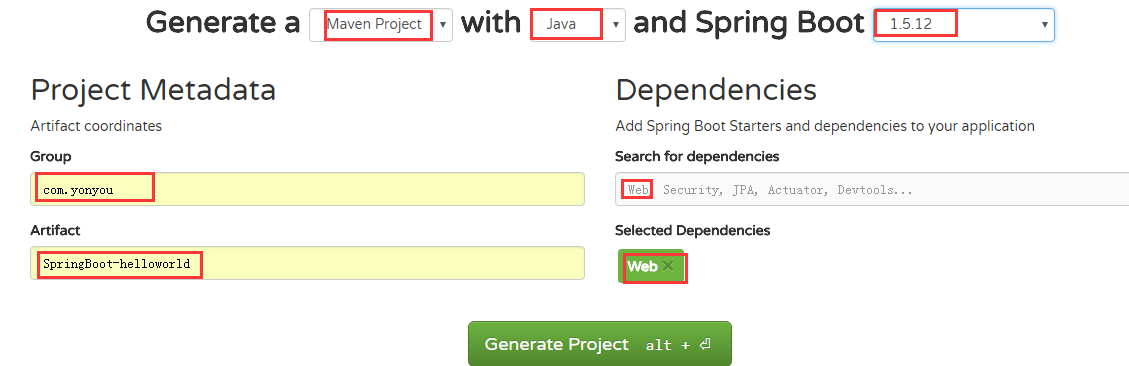 Generate a Maven Project with Java and Spring Boot 1.5.12
Project Metadata
Artifact coordinates
Group
com.yonyou
Artifact
SpringBoot-helloworld
Dependencies
Add Spring Boot Starters and dependencies to your application
Search for dependencies
Web, Security, JPA, Actuator, Devtools...
Selected Dependencies
Web ×
Generate Project alt + ⏎